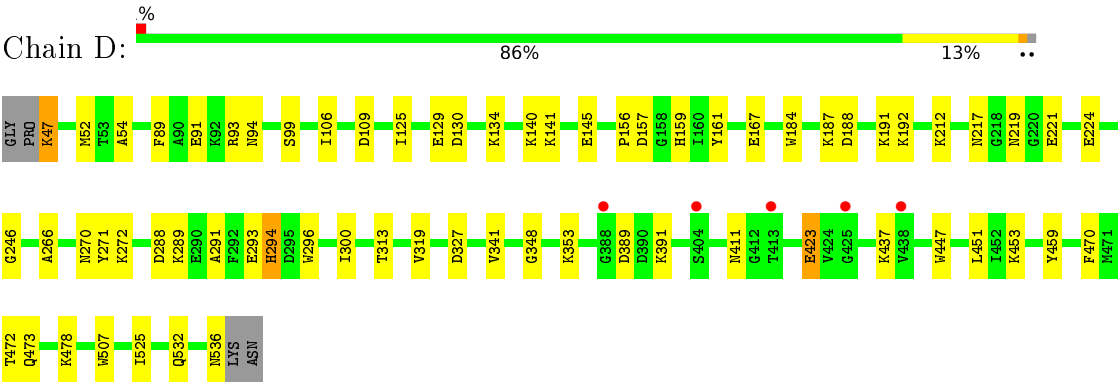 :%
Chain D:
86%
13%
••
GLY PRO K47 M52 T53 A54 F89 A90 E91 K92 R93 N94 S99 I106 D109 I125 E129 D130 K134 K140 K141 E145 P156 D157 G158 H159 I160 Y161 E167 W184 K187 D188 K191 K192 K212 N217 G218 N219 G220 E221 E224
G246 A266 N270 Y271 K272 D288 K289 E290 A291 F292 E293 H294 D295 W296 I300 T313 V319 D327 V341 G348 K353 G388 D389 D390 K391 S404 N411 G412 T413 E423 V424 G425 K437 V438 W447 L451 I452 K453 Y459 F470 M471
T472 Q473 K478 W507 I525 Q532 N536 LYS ASN